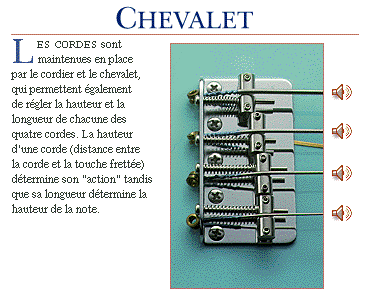 CHEVALET
LES CORDES sont
maintenues en place
par le cordier et le chevalet,
qui permettent également
de régler la hauteur et la
longueur de chacune des
quatre cordes. La hauteur
d'une corde (distance entre
la corde et la touche frettée)
détermine son "action" tandis
que sa longueur détermine la
hauteur de la note.